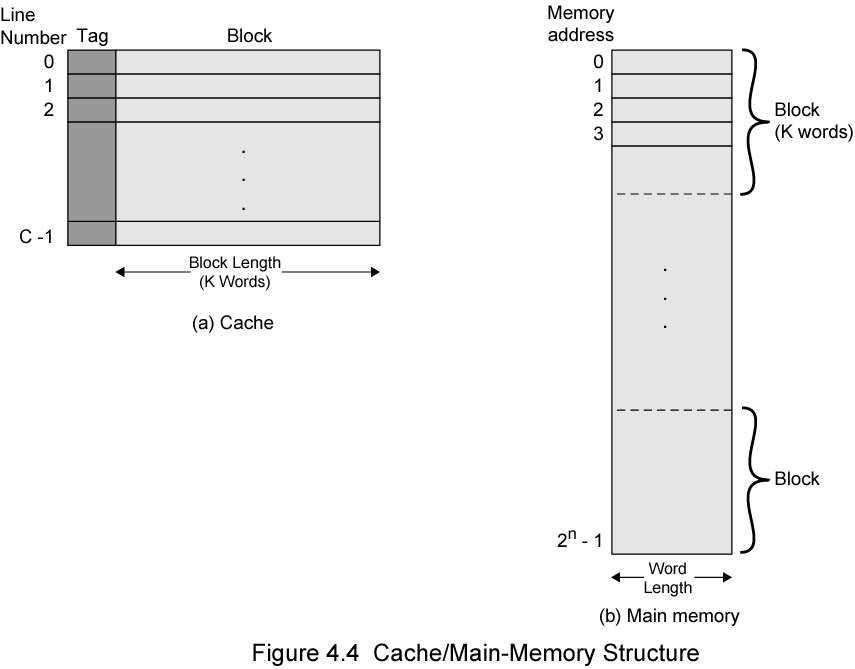 Line
Number Tag Block
0
1
2
.
.
.
C -1
Block Length
(K Words)
(a) Cache
Memory
address
0
1
2
3
Block
(K words)
.
.
.
Block
2ⁿ - 1
Word
Length
(b) Main memory
Figure 4.4 Cache/Main-Memory Structure